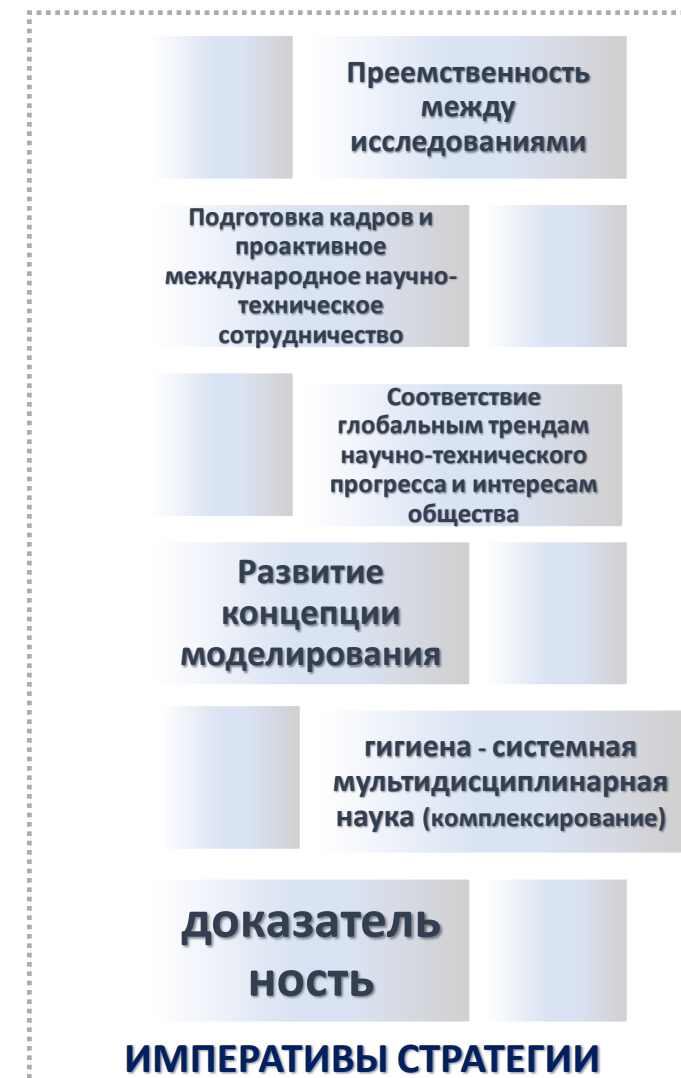 Преемственность
между
исследованиями
Подготовка кадров и
проактивное
международное научно-
техническое
сотрудничество
Соответствие
глобальным трендам
научно-технического
прогресса и интересам
общества
Развитие
концепции
моделирования
гигиена - системная
мультидисциплинарная
наука (комплексирование)
доказатель
ность
ИМПЕРАТИВЫ СТРАТЕГИИ